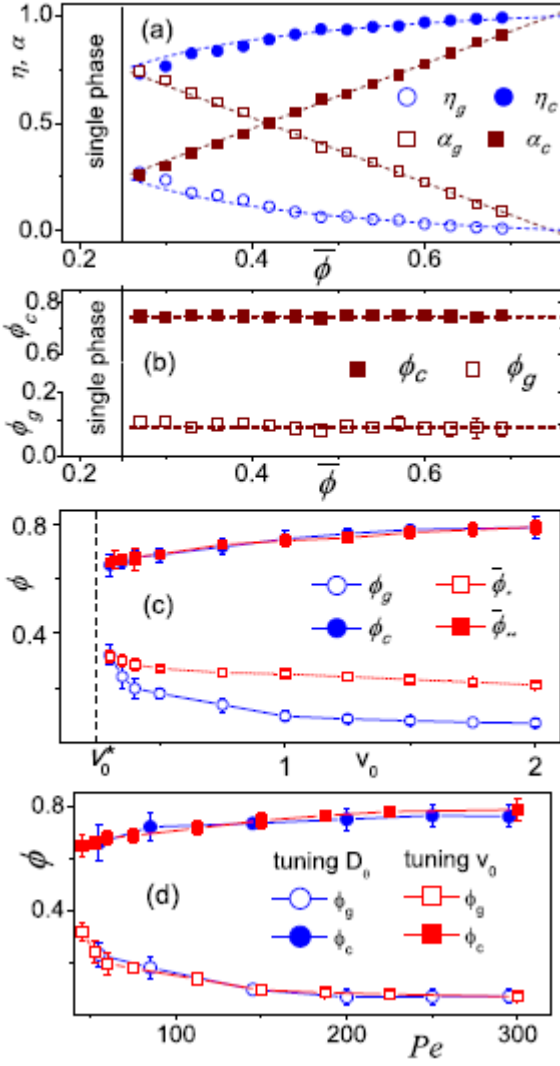 1.0
(a)
η, α
single phase
η_g η_c
0.5
α_g α_c
0.0
0.2 0.4 0.6
ϕ̅
ϕ_c
0.8
0.6
single phase
(b)
ϕ_c ϕ_g
ϕ_g
0.2
0.0
0.2 0.4 0.6
ϕ̅
0.8
ϕ
(c)
ϕ_g ϕ̅_*
ϕ_c ϕ̅_**
0.4
V_0^* 1 v_0 2
0.8
ϕ
tuning D_0 tuning v_0
(d)
ϕ_g ϕ_g
ϕ_c ϕ_c
0.4
100 200 300
Pe